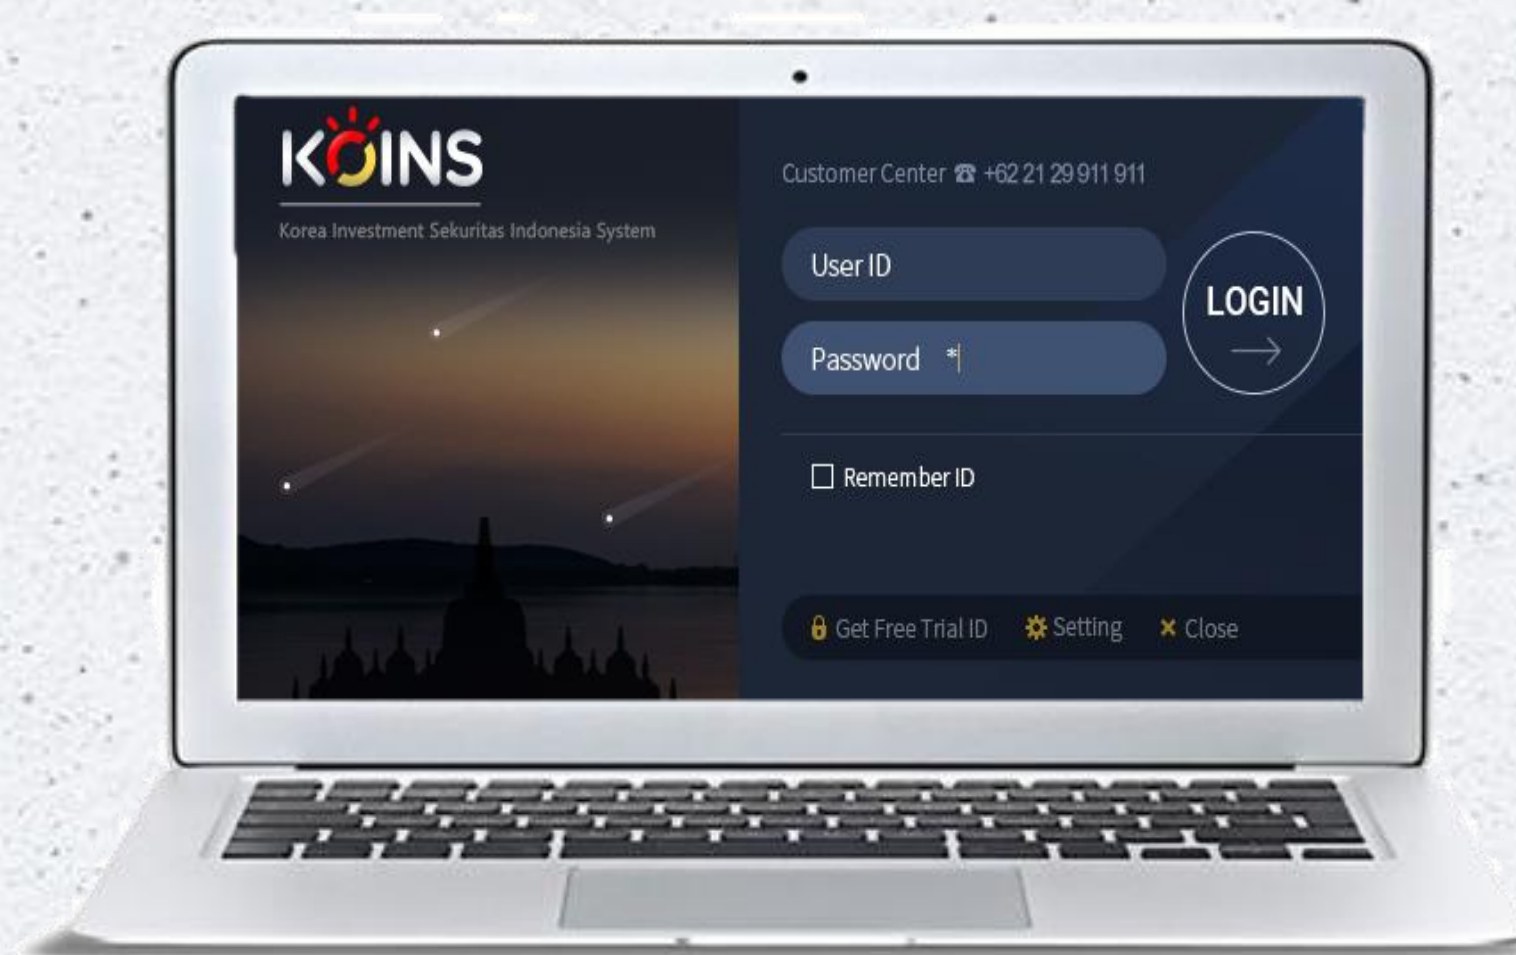 KOINS
Korea Investment Sekuritas Indonesia System
Customer Center ☎ +62 21 29 911 911
User ID
LOGIN
Password *
Remember ID
Get Free Trial ID Setting Close